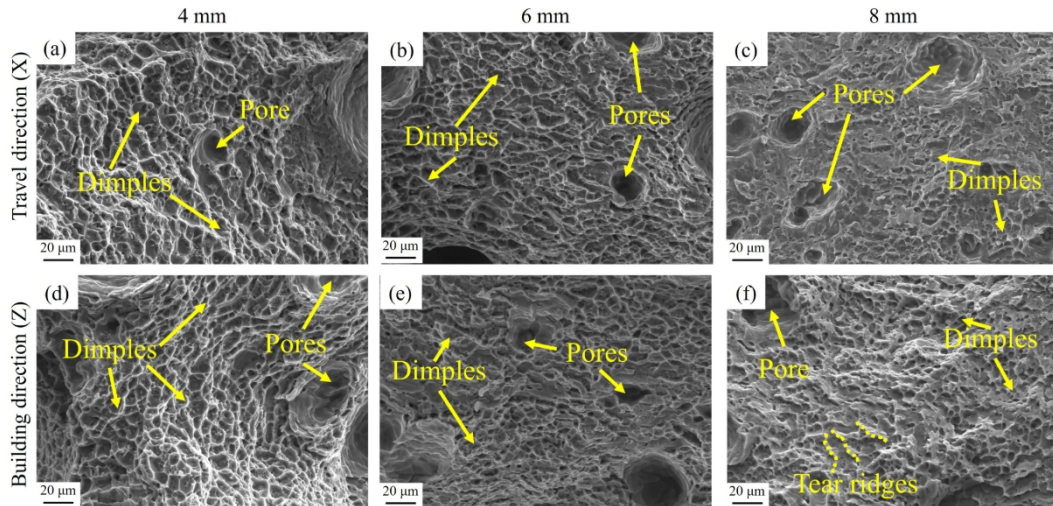 4 mm
6 mm
8 mm
Travel direction (X)
(a)
Pore
Dimples
20 μm
(b)
Pores
Dimples
20 μm
(c)
Pores
Dimples
20 μm
Building direction (Z)
(d)
Dimples
Pores
20 μm
(e)
Pores
Dimples
20 μm
(f)
Dimples
Pore
Tear ridges
20 μm